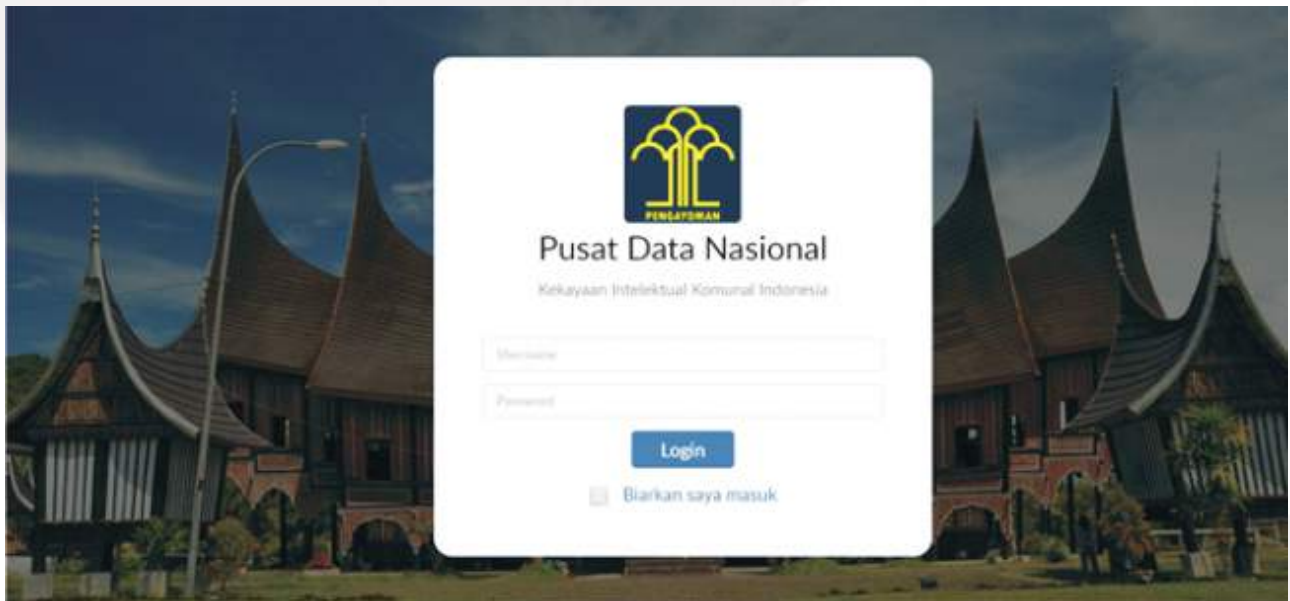 PENGAYOMAN
Pusat Data Nasional
Kekayaan Intelektual Komunal Indonesia
Username
Password
Login
Biarkan saya masuk